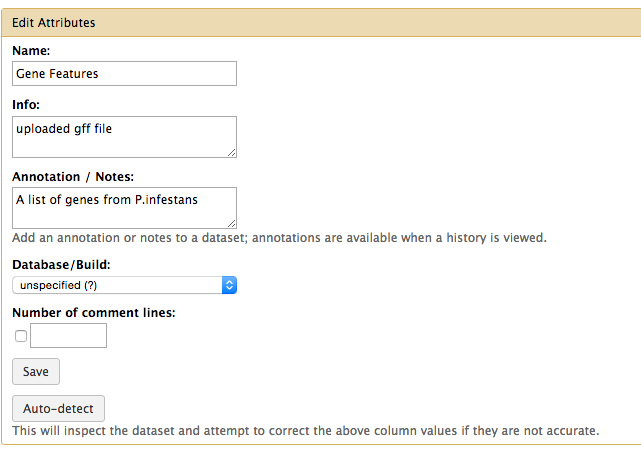 Edit Attributes
Name:
Gene Features
Info:
uploaded gff file
Annotation / Notes:
A list of genes from P.infestans
Add an annotation or notes to a dataset; annotations are available when a history is viewed.
Database/Build:
unspecified (?)
Number of comment lines:
Save
Auto-detect
This will inspect the dataset and attempt to correct the above column values if they are not accurate.